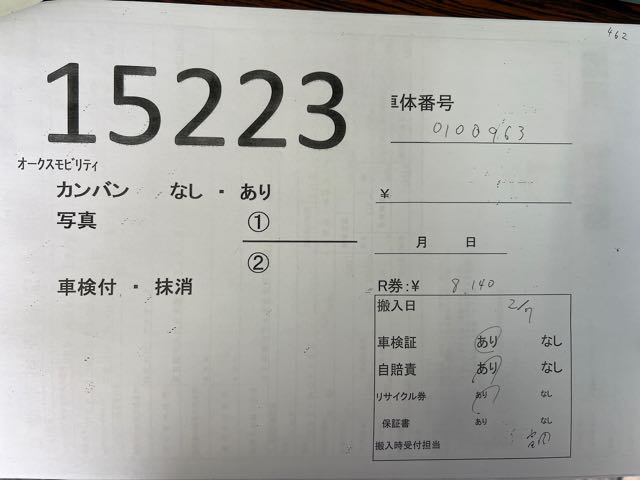 462
15223
車体番号
0100963
オークスモビリティ
カンバン なし ・ あり
¥
写真 ①
月 日
②
車検付 ・ 抹消
R券:¥ 8,140
搬入日 2/7
車検証 あり なし
自賠責 あり なし
リサイクル券 あり なし
保証書 あり なし
搬入時受付担当